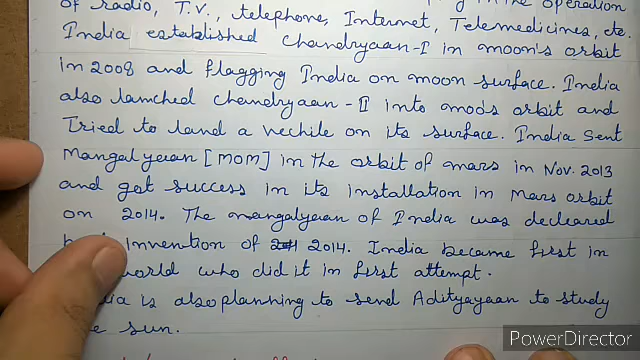 of radio, T.V., telephone, Internet, Telemedicines, etc.
India established Chandryaan-I in moon's orbit
in 2008 and flagging India on moon surface. India
also lamched chandryaan-II into moo's orbit and
Tried to land a vechile on its surface. India sent
Mangalyaan [MOM] in the orbit of mars in Nov. 2013
and get success in its installation in Mars orbit
on 2014. The mangalyaan of India was decleared
invention of 2014. India became first in
world who did it in first attempt.
is also planning to send Adityayaan to study
sun.
PowerDirector